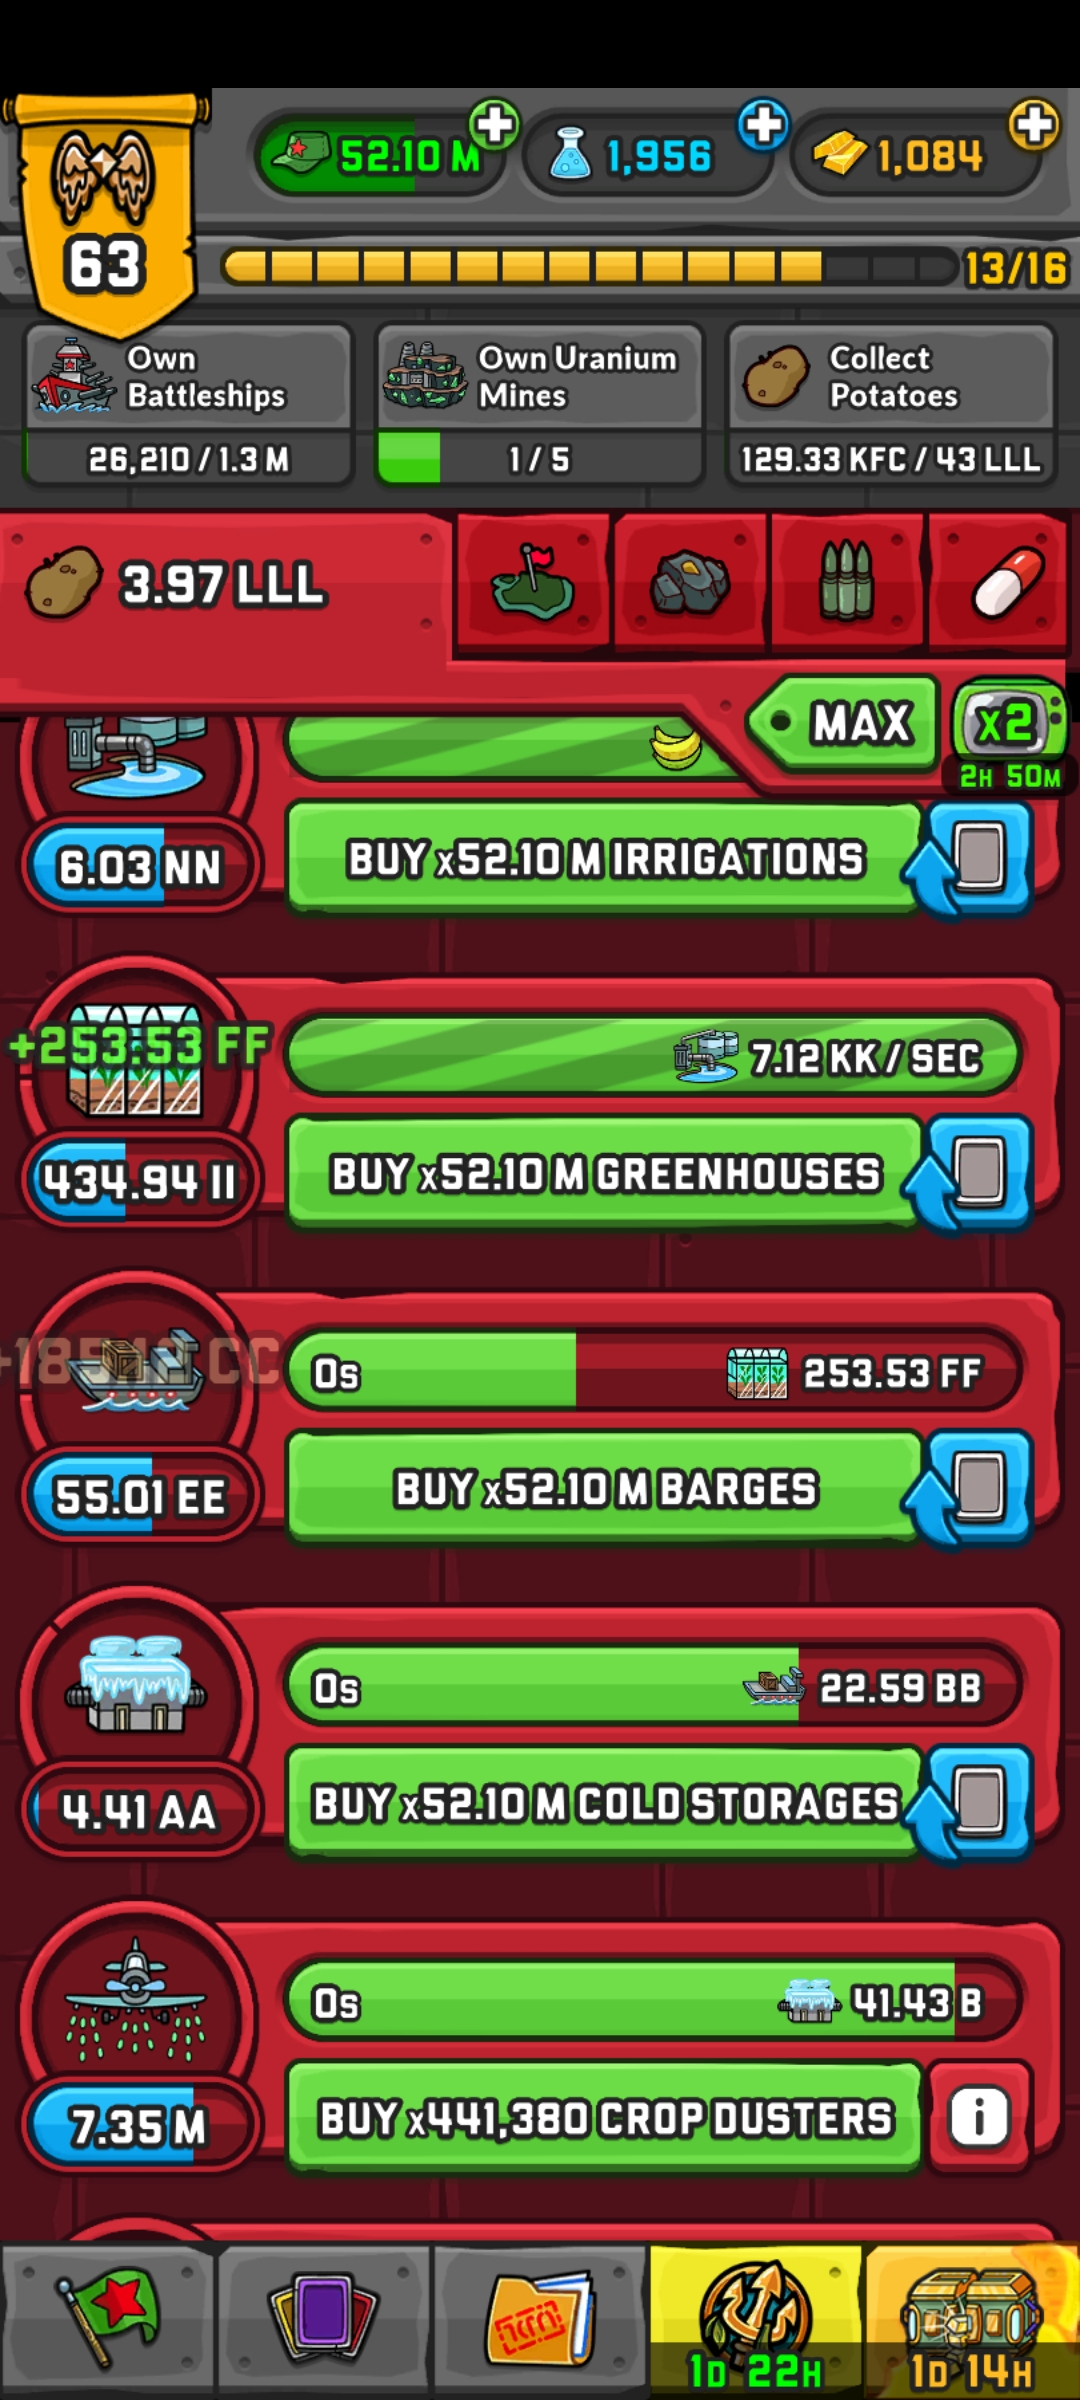 52.10 M
1,956
1,084
63
13/16
Own
Battleships
26,210 / 1.3 M
Own Uranium
Mines
1 / 5
Collect
Potatoes
129.33 KFC / 43 LLL
3.97 LLL
MAX
x2
2H 50M
6.03 NN
BUY x52.10 M IRRIGATIONS
+253.53 FF
7.12 KK / SEC
434.94 II
BUY x52.10 M GREENHOUSES
0s
253.53 FF
55.01 EE
BUY x52.10 M BARGES
0s
22.59 BB
4.41 AA
BUY x52.10 M COLD STORAGES
0s
41.43 B
7.35 M
BUY x441,380 CROP DUSTERS
i
1D 22H
1D 14H